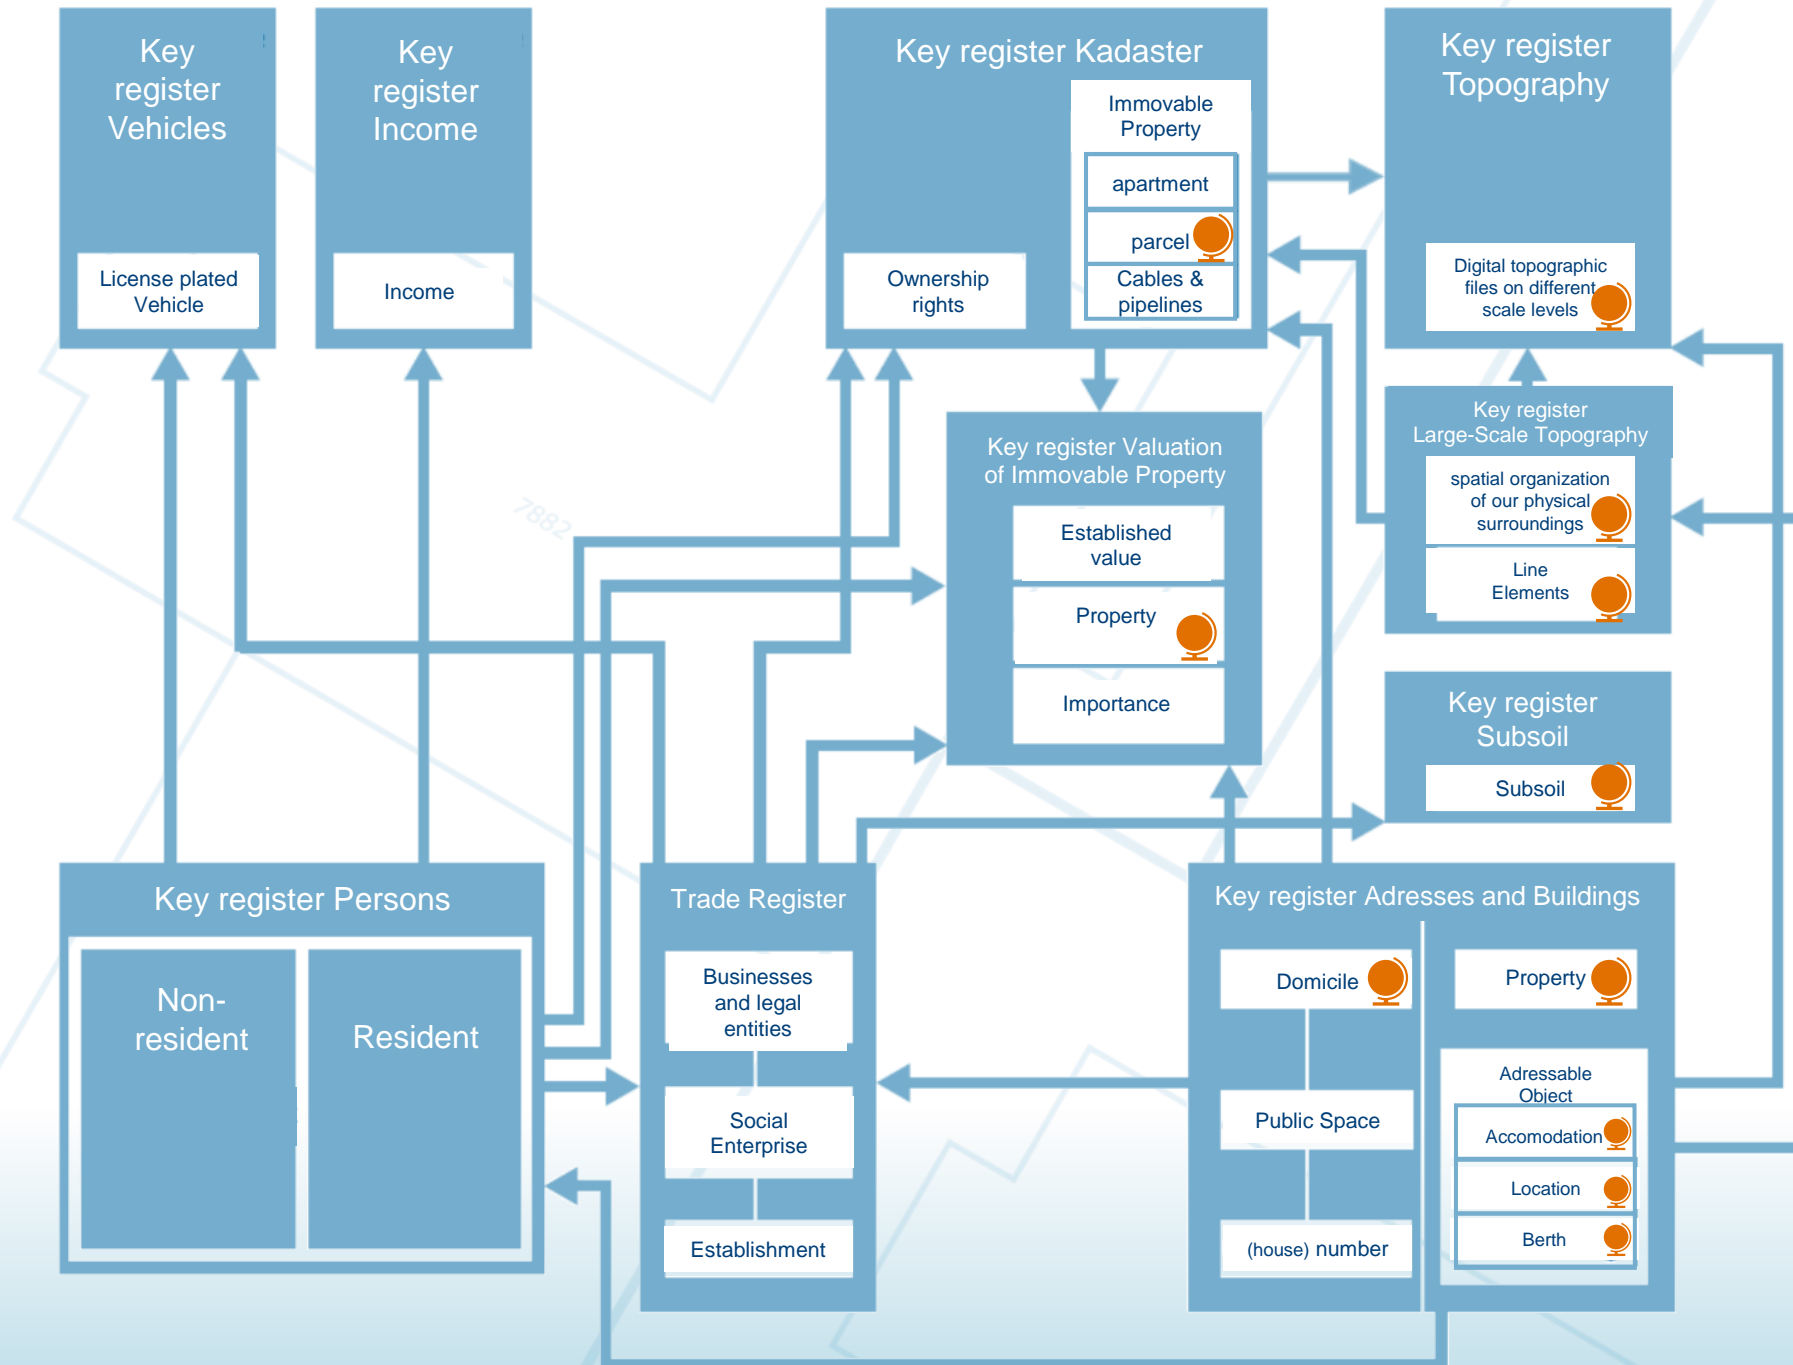 Key
register
Vehicles
License plated
Vehicle
Key
register
Income
Income
Key register Kadaster
Immovable
Property
apartment
parcel
Cables &
pipelines
Ownership
rights
Key register
Topography
Digital topographic
files on different
scale levels
Key register
Large-Scale Topography
spatial organization
of our physical
surroundings
Line
Elements
Key register Valuation
of Immovable Property
Established
value
Property
Importance
7882
Key register
Subsoil
Subsoil
Key register Persons
Non-
resident
Resident
Trade Register
Businesses
and legal
entities
Social
Enterprise
Establishment
Key register Adresses and Buildings
Domicile
Public Space
(house) number
Property
Adressable
Object
Accomodation
Location
Berth